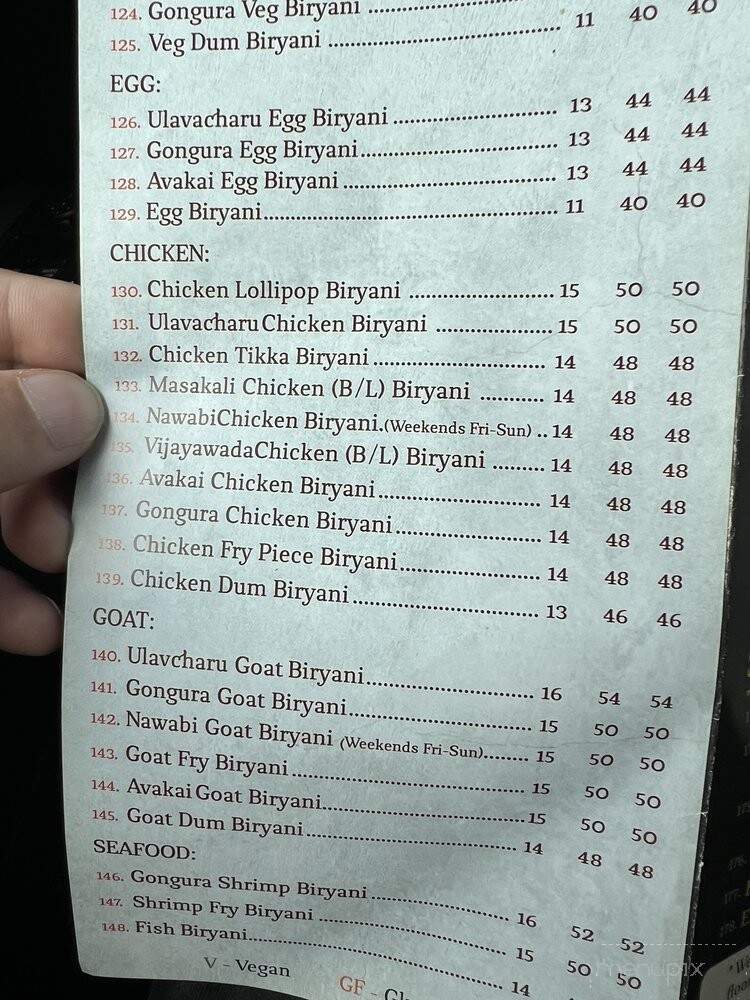 124. Gongura Veg Biryani 11 40 40
125. Veg Dum Biryani
EGG:
126. Ulavacharu Egg Biryani 13 44 44
127. Gongura Egg Biryani 13 44 44
128. Avakai Egg Biryani 13 44 44
129. Egg Biryani 11 40 40
CHICKEN:
130. Chicken Lollipop Biryani 15 50 50
131. Ulavacharu Chicken Biryani 15 50 50
132. Chicken Tikka Biryani 14 48 48
133. Masakali Chicken (B/L) Biryani 14 48 48
134. NawabiChicken Biryani.(Weekends Fri-Sun) .. 14 48 48
135. VijayawadaChicken (B/L) Biryani 14 48 48
136. Avakai Chicken Biryani 14 48 48
137. Gongura Chicken Biryani 14 48 48
138. Chicken Fry Piece Biryani 14 48 48
139. Chicken Dum Biryani 13 46 46
GOAT:
140. Ulavcharu Goat Biryani 16 54 54
141. Gongura Goat Biryani 15 50 50
142. Nawabi Goat Biryani (Weekends Fri-Sun) 15 50 50
143. Goat Fry Biryani 15 50 50
144. Avakai Goat Biryani 15 50 50
145. Goat Dum Biryani 14 48 48
SEAFOOD:
146. Gongura Shrimp Biryani 16 52 52
147. Shrimp Fry Biryani 15 50 50
148. Fish Biryani 14
V - Vegan GF -
menupix